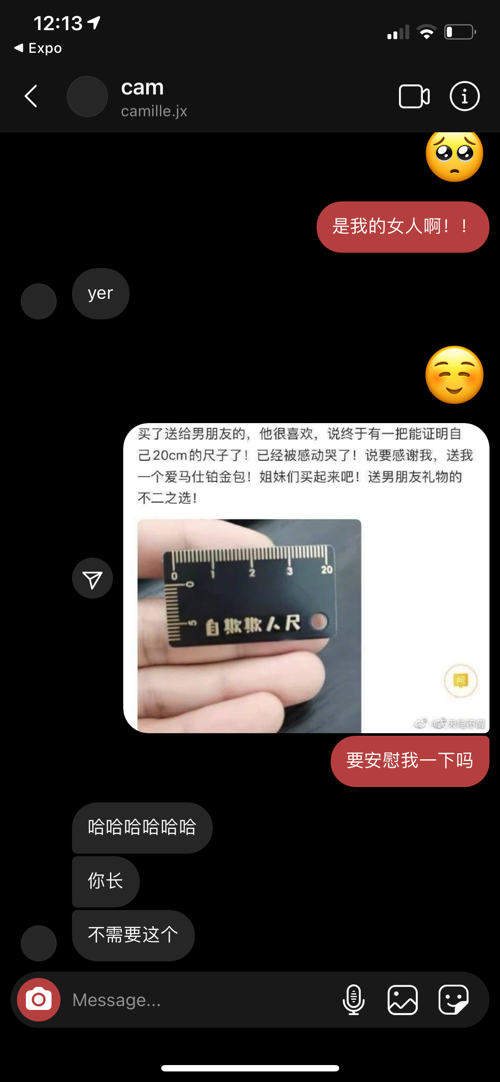 12:13
Expo
cam
camille.jx
是我的女人啊！！
yer
买了送给男朋友的，他很喜欢，说终于有一把能证明自
己20cm的尺子了！已经被感动哭了！说要感谢我，送我
一个爱马仕铂金包！姐妹们买起来吧！送男朋友礼物的
不二之选！
0 1 2 3 20
0
5
自欺欺人尺
要安慰我一下吗
哈哈哈哈哈哈
你长
不需要这个
Message...